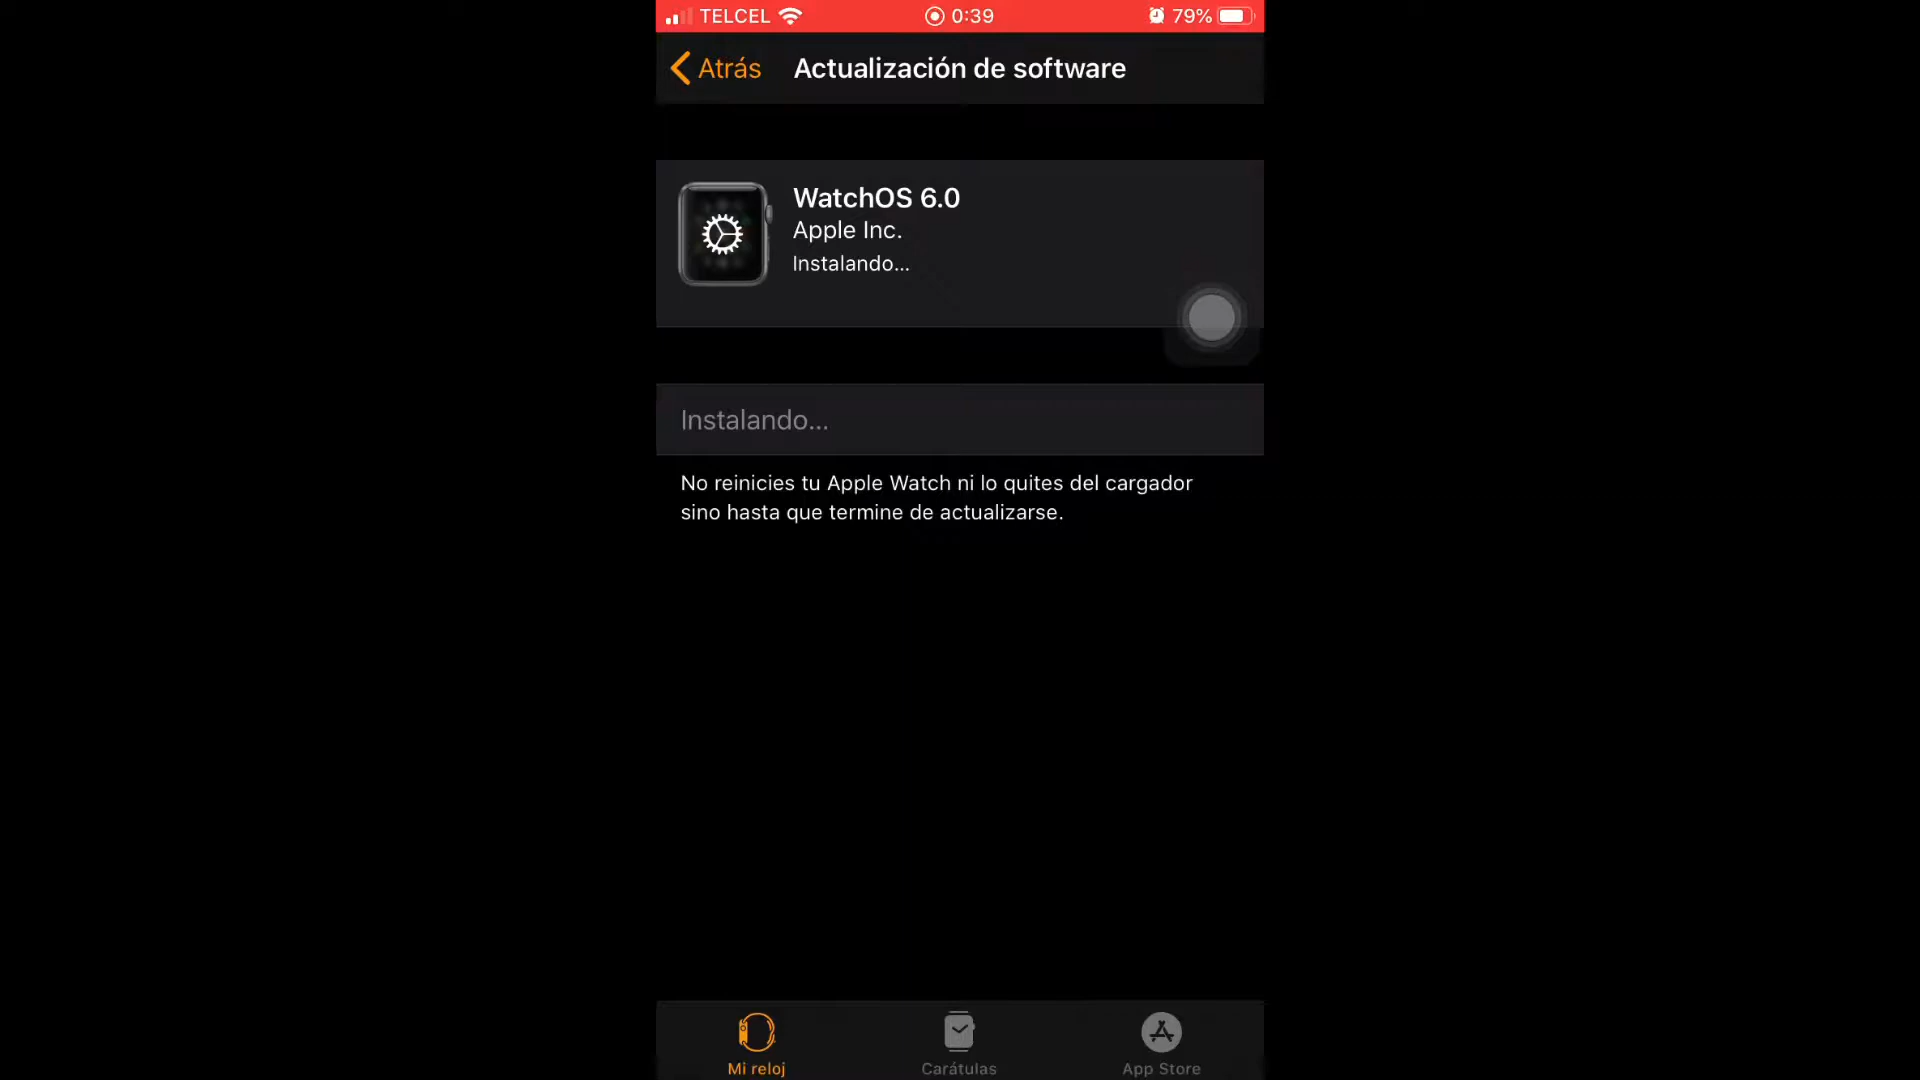 TELCEL 0:39 79%
Atrás Actualización de software
WatchOS 6.0
Apple Inc.
Instalando...
Instalando...
No reinicies tu Apple Watch ni lo quites del cargador
sino hasta que termine de actualizarse.
Mi reloj Carátulas App Store